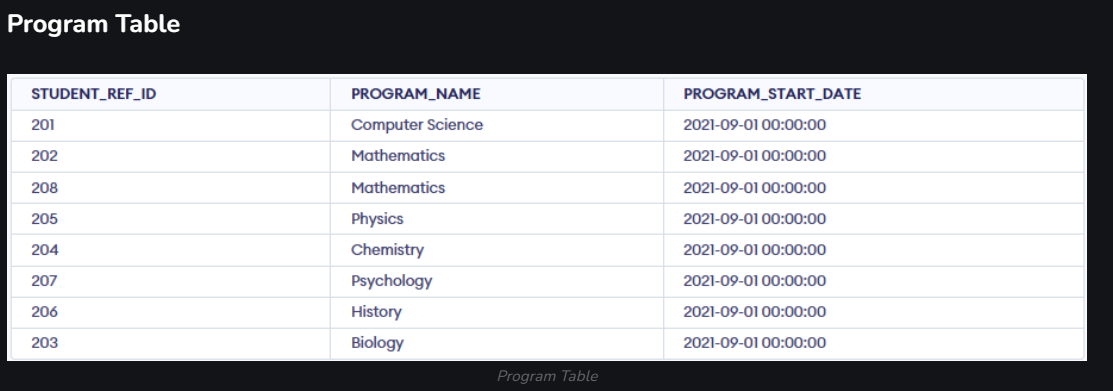 Program Table
STUDENT_REF_ID PROGRAM_NAME PROGRAM_START_DATE
201 Computer Science 2021-09-01 00:00:00
202 Mathematics 2021-09-01 00:00:00
208 Mathematics 2021-09-01 00:00:00
205 Physics 2021-09-01 00:00:00
204 Chemistry 2021-09-01 00:00:00
207 Psychology 2021-09-01 00:00:00
206 History 2021-09-01 00:00:00
203 Biology 2021-09-01 00:00:00
Program Table